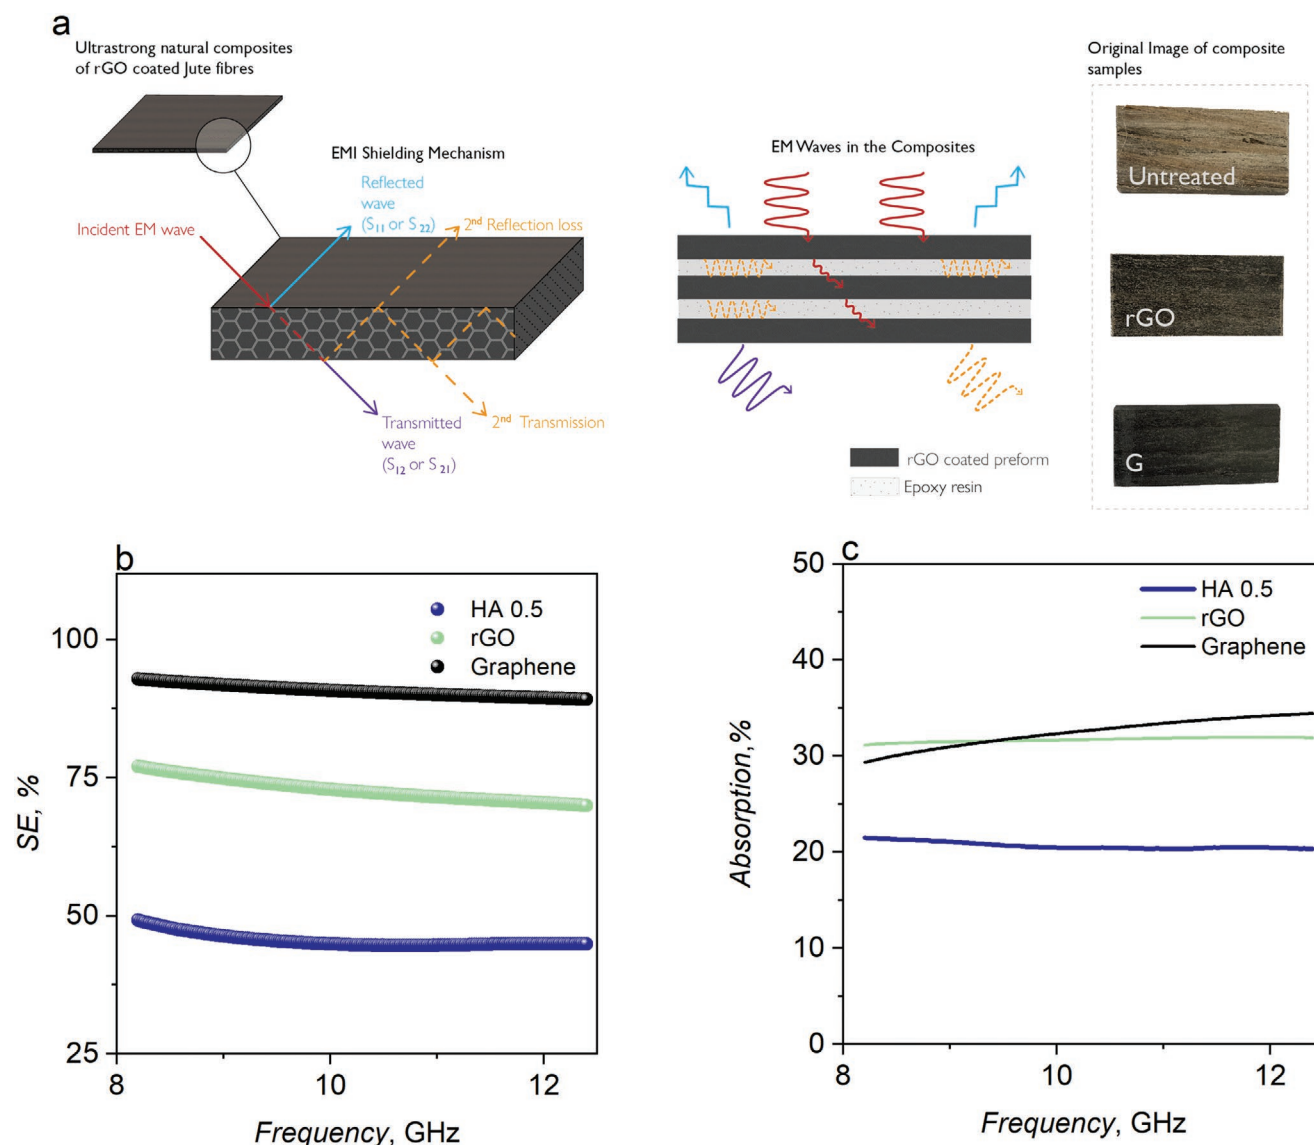 a
Ultrastrong natural composites
of rGO coated Jute fibres
EMI Shielding Mechanism
Reflected
wave
(S11 or S22)
2nd Reflection loss
Incident EM wave
Transmitted
wave
(S12 or S21)
2nd Transmission
EM Waves in the Composites
rGO coated preform
Epoxy resin
Original Image of composite
samples
Untreated
rGO
G
b
HA 0.5
rGO
Graphene
100
75
50
25
8
10
12
SE, %
Frequency, GHz
c
HA 0.5
rGO
Graphene
50
40
30
20
10
0
8
10
12
Absorption,%
Frequency, GHz